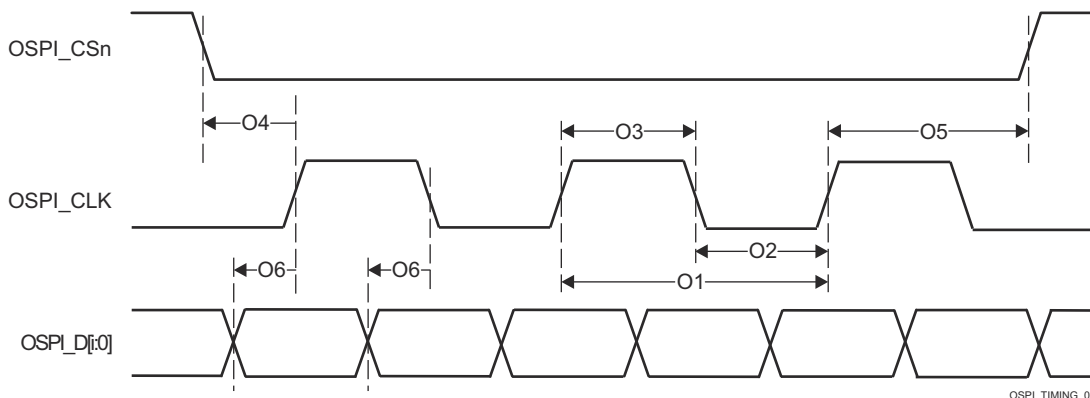 OSPI_CSn
O4
O3
O5
OSPI_CLK
O2
O6
O6
O1
OSPI_D[i:0]
OSPI_TIMING_0